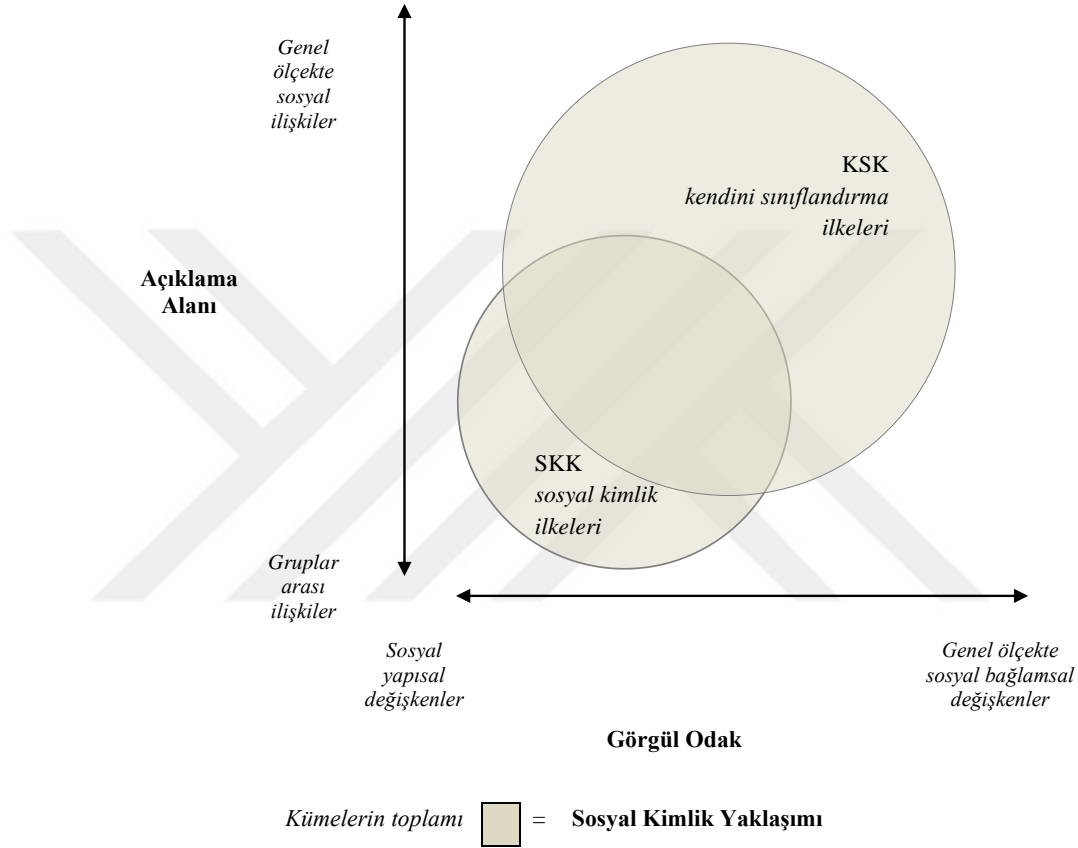 Genel
ölçekte
sosyal
ilişkiler
KSK
kendini sınıflandırma
ilkeleri
Açıklama
Alanı
SKK
sosyal kimlik
ilkeleri
Gruplar
arası
ilişkiler
Sosyal
yapısal
değişkenler
Genel ölçekte
sosyal bağlamsal
değişkenler
Görgül Odak
Kümelerin toplamı = Sosyal Kimlik Yaklaşımı